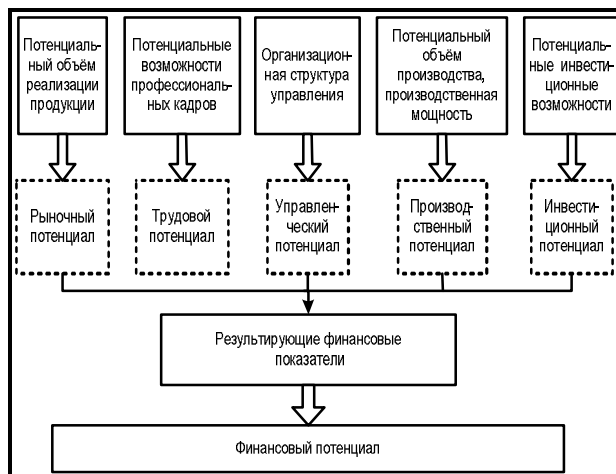 Потенциаль-
ный объём
реализации
продукции
Потенциальные
возможности
профессиональ-
ных кадров
Организацион-
ная структура
управления
Потенциальный
объём
производства,
производственная
мощность
Потенциаль-
ные инвести-
ционные
возможности
Рыночный
потенциал
Трудовой
потенциал
Управлен-
ческий
потенциал
Производ-
ственный
потенциал
Инвести-
ционный
потенциал
Результирующие финансовые
показатели
Финансовый потенциал